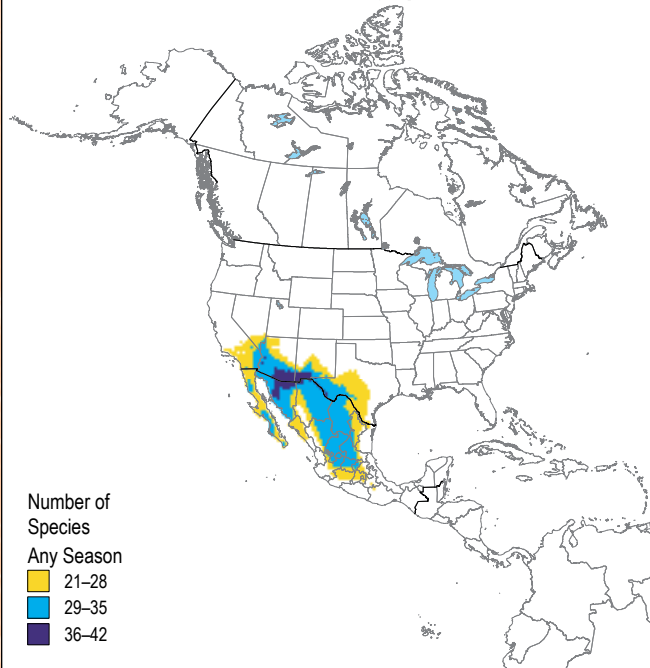 Number of
Species
Any Season
21–28
29–35
36–42